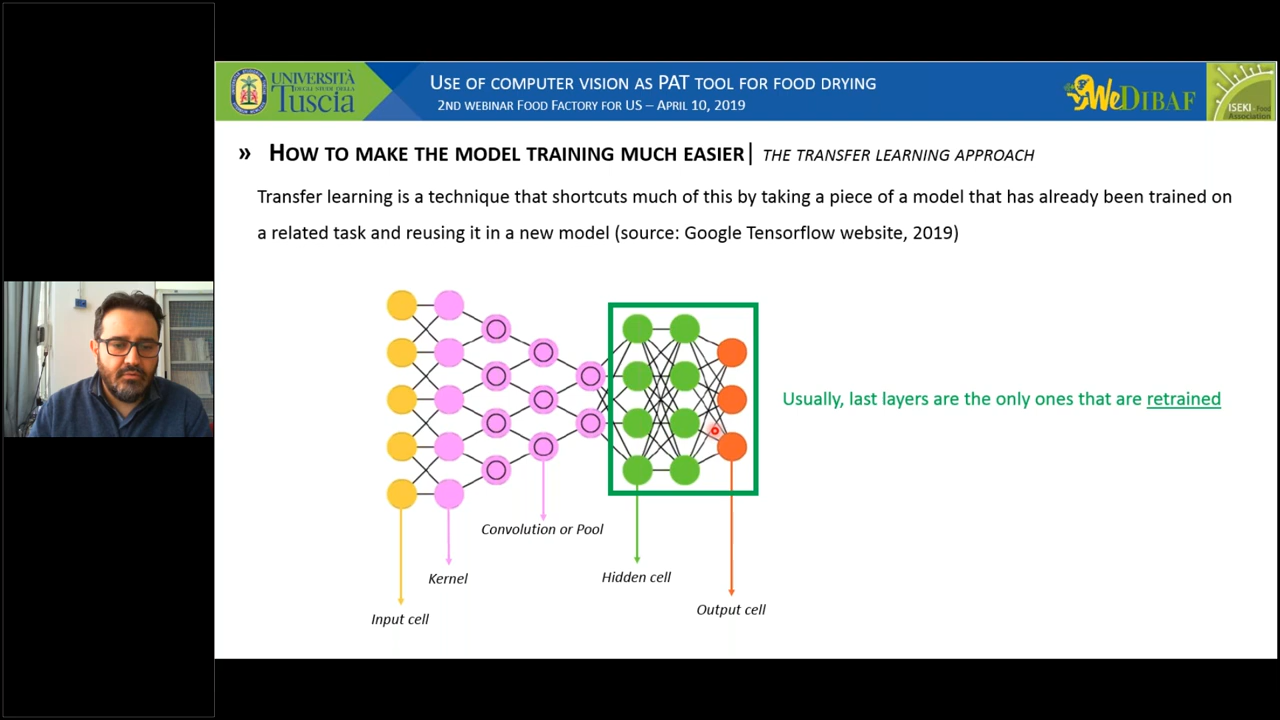 UNIVERSITÀ
DEGLI STUDI DELLA
Tuscia
USE OF COMPUTER VISION AS PAT TOOL FOR FOOD DRYING
2ND WEBINAR FOOD FACTORY FOR US – APRIL 10, 2019
WeDIBAF
ISEKI - Food
Association
» HOW TO MAKE THE MODEL TRAINING MUCH EASIER| THE TRANSFER LEARNING APPROACH
Transfer learning is a technique that shortcuts much of this by taking a piece of a model that has already been trained on
a related task and reusing it in a new model (source: Google Tensorflow website, 2019)
Usually, last layers are the only ones that are retrained
Convolution or Pool
Kernel
Hidden cell
Output cell
Input cell